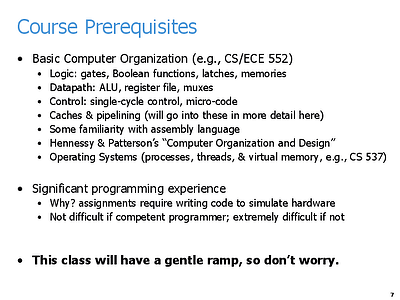 Course Prerequisites
• Basic Computer Organization (e.g., CS/ECE 552)
• Logic: gates, Boolean functions, latches, memories
• Datapath: ALU, register file, muxes
• Control: single-cycle control, micro-code
• Caches & pipelining (will go into these in more detail here)
• Some familiarity with assembly language
• Hennessy & Patterson's “Computer Organization and Design”
• Operating Systems (processes, threads, & virtual memory, e.g., CS 537)
• Significant programming experience
• Why? assignments require writing code to simulate hardware
• Not difficult if competent programmer; extremely difficult if not
• This class will have a gentle ramp, so don't worry.
7